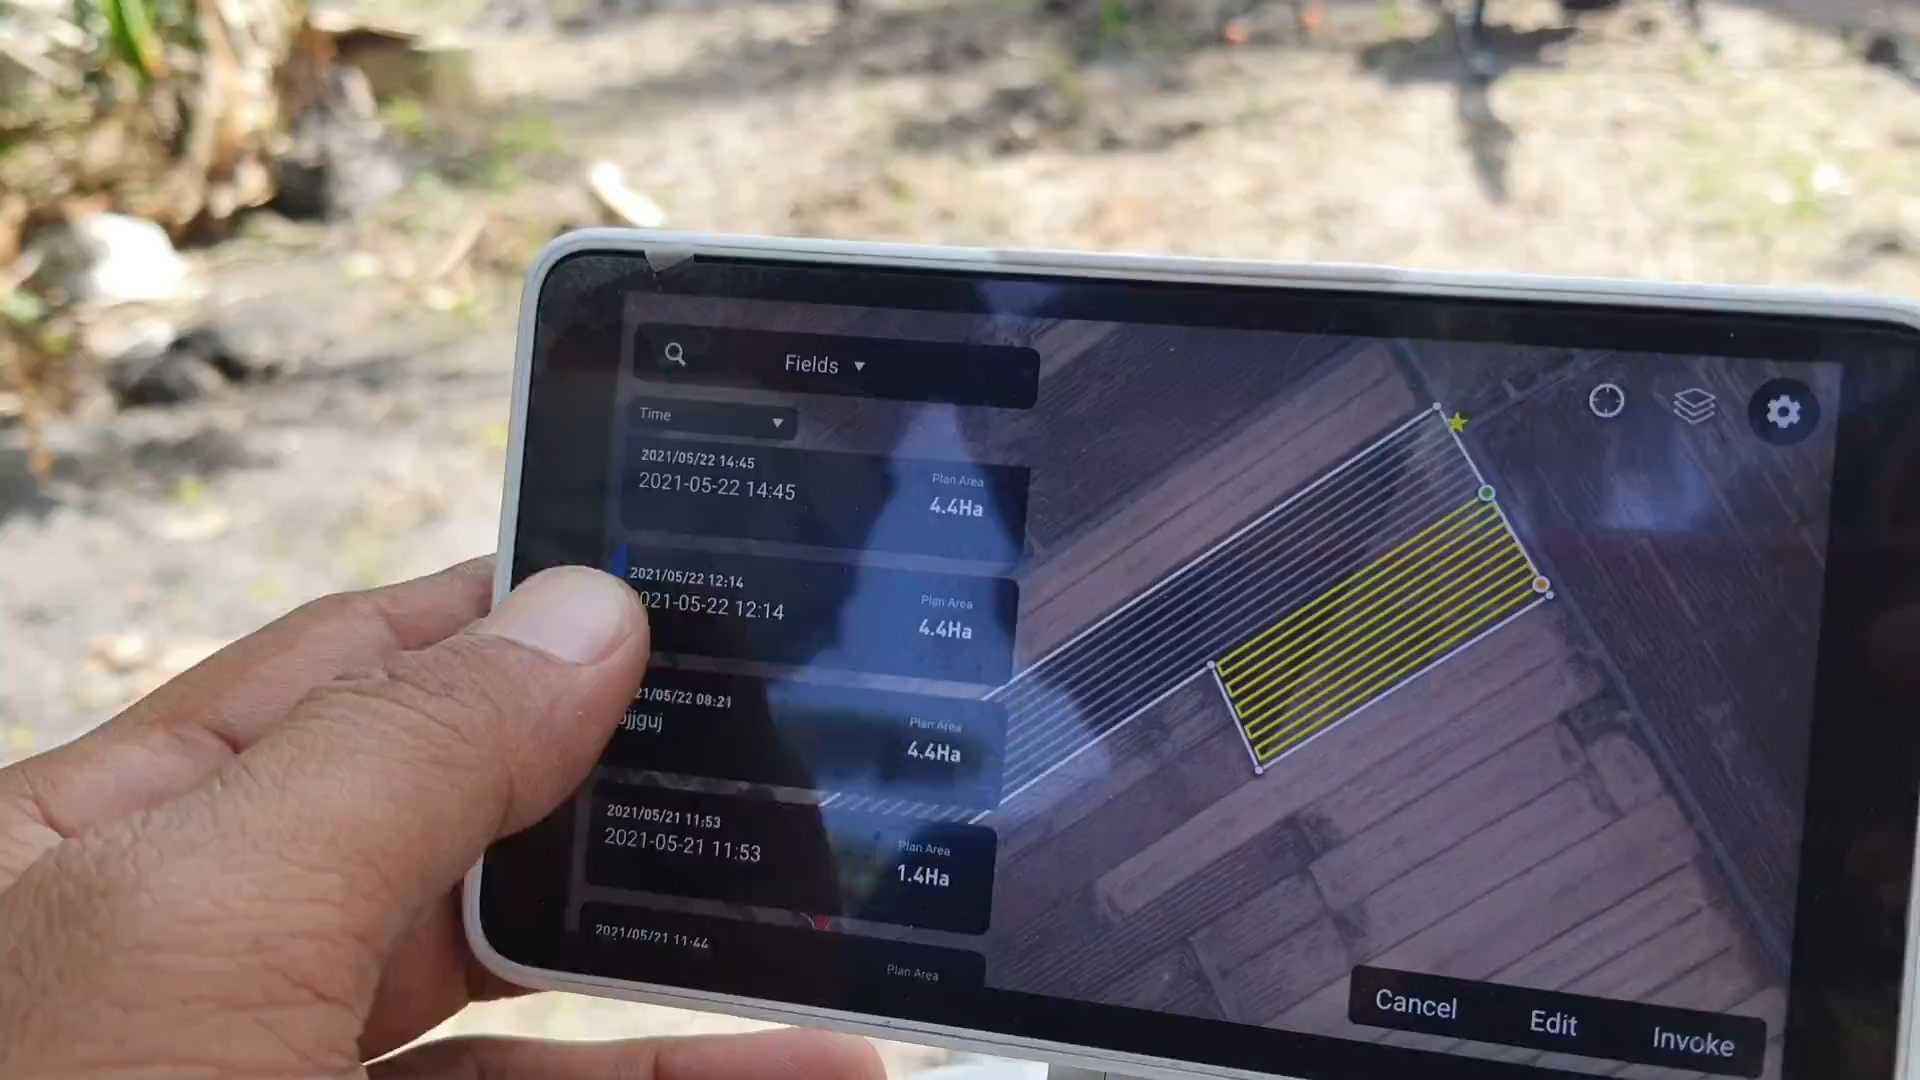 Fields
Time
2021/05/22 14:45
2021-05-22 14:45
Plan Area
4.4Ha
2021/05/22 12:14
021-05-22 12:14
Plan Area
4.4Ha
21/05/22 08:21
jjguj
Plan Area
4.4Ha
2021/05/21 11:53
2021-05-21 11:53
Plan Area
1.4Ha
2021/05/21 11:44
Plan Area
Cancel
Edit
Invoke